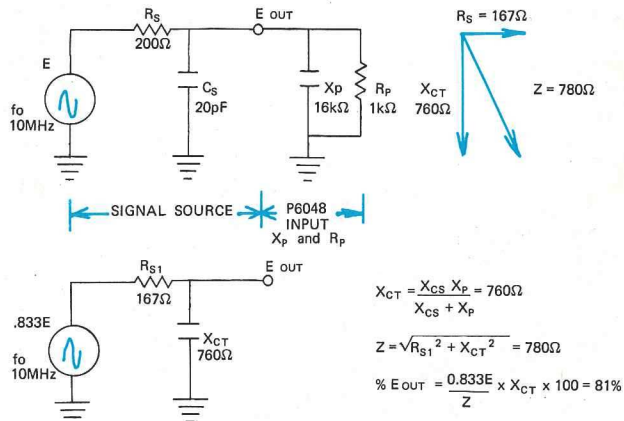 RS
200Ω
E OUT
RS = 167Ω
E
CS
20pF
XP
16kΩ
RP
1kΩ
XCT
760Ω
Z = 780Ω
fo
10MHz
SIGNAL SOURCE
P6048
INPUT
XP and RP
RS1
167Ω
E OUT
.833E
XCT
760Ω
fo
10MHz
XCT = XCS XP / XCS + XP = 760Ω
Z = √RS1² + XCT² = 780Ω
% E OUT = 0.833E / Z x XCT x 100 = 81%